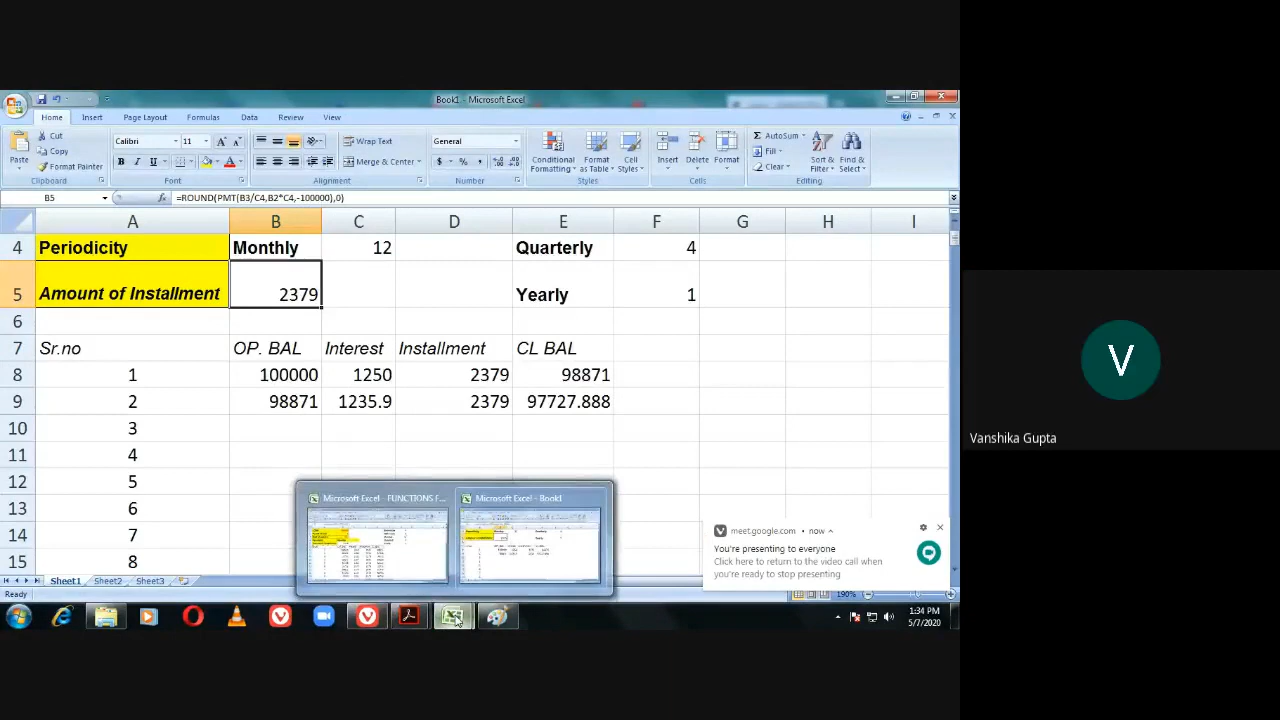 Book1 - Microsoft Excel
Home Insert Page Layout Formulas Data Review View
Paste
Cut
Copy
Format Painter
Calibri 11
B I U
Wrap Text
Merge & Center
General
$ % ,
Conditional Formatting
Format as Table
Cell Styles
Insert
Delete
Format
AutoSum
Fill
Clear
Sort & Filter
Find & Select
Clipboard Font Alignment Number Styles Cells Editing
B5 fx =ROUND(PMT(B3/C4,B2*C4,-100000),0)
A B C D E F G H I
4 Periodicity Monthly 12 Quarterly 4
5 Amount of Installment 2379 Yearly 1
6
7 Sr.no OP. BAL Interest Installment CL BAL
8 1 100000 1250 2379 98871
9 2 98871 1235.9 2379 97727.888
10 3
11 4
12 5
13 6
14 7
15 8
Microsoft Excel - FUNCTIONS F...
Microsoft Excel - Book1
meet.google.com • now
You're presenting to everyone
Click here to return to the video call when
you're ready to stop presenting
Sheet1 Sheet2 Sheet3
Ready
190%
1:34 PM
5/7/2020
V
Vanshika Gupta